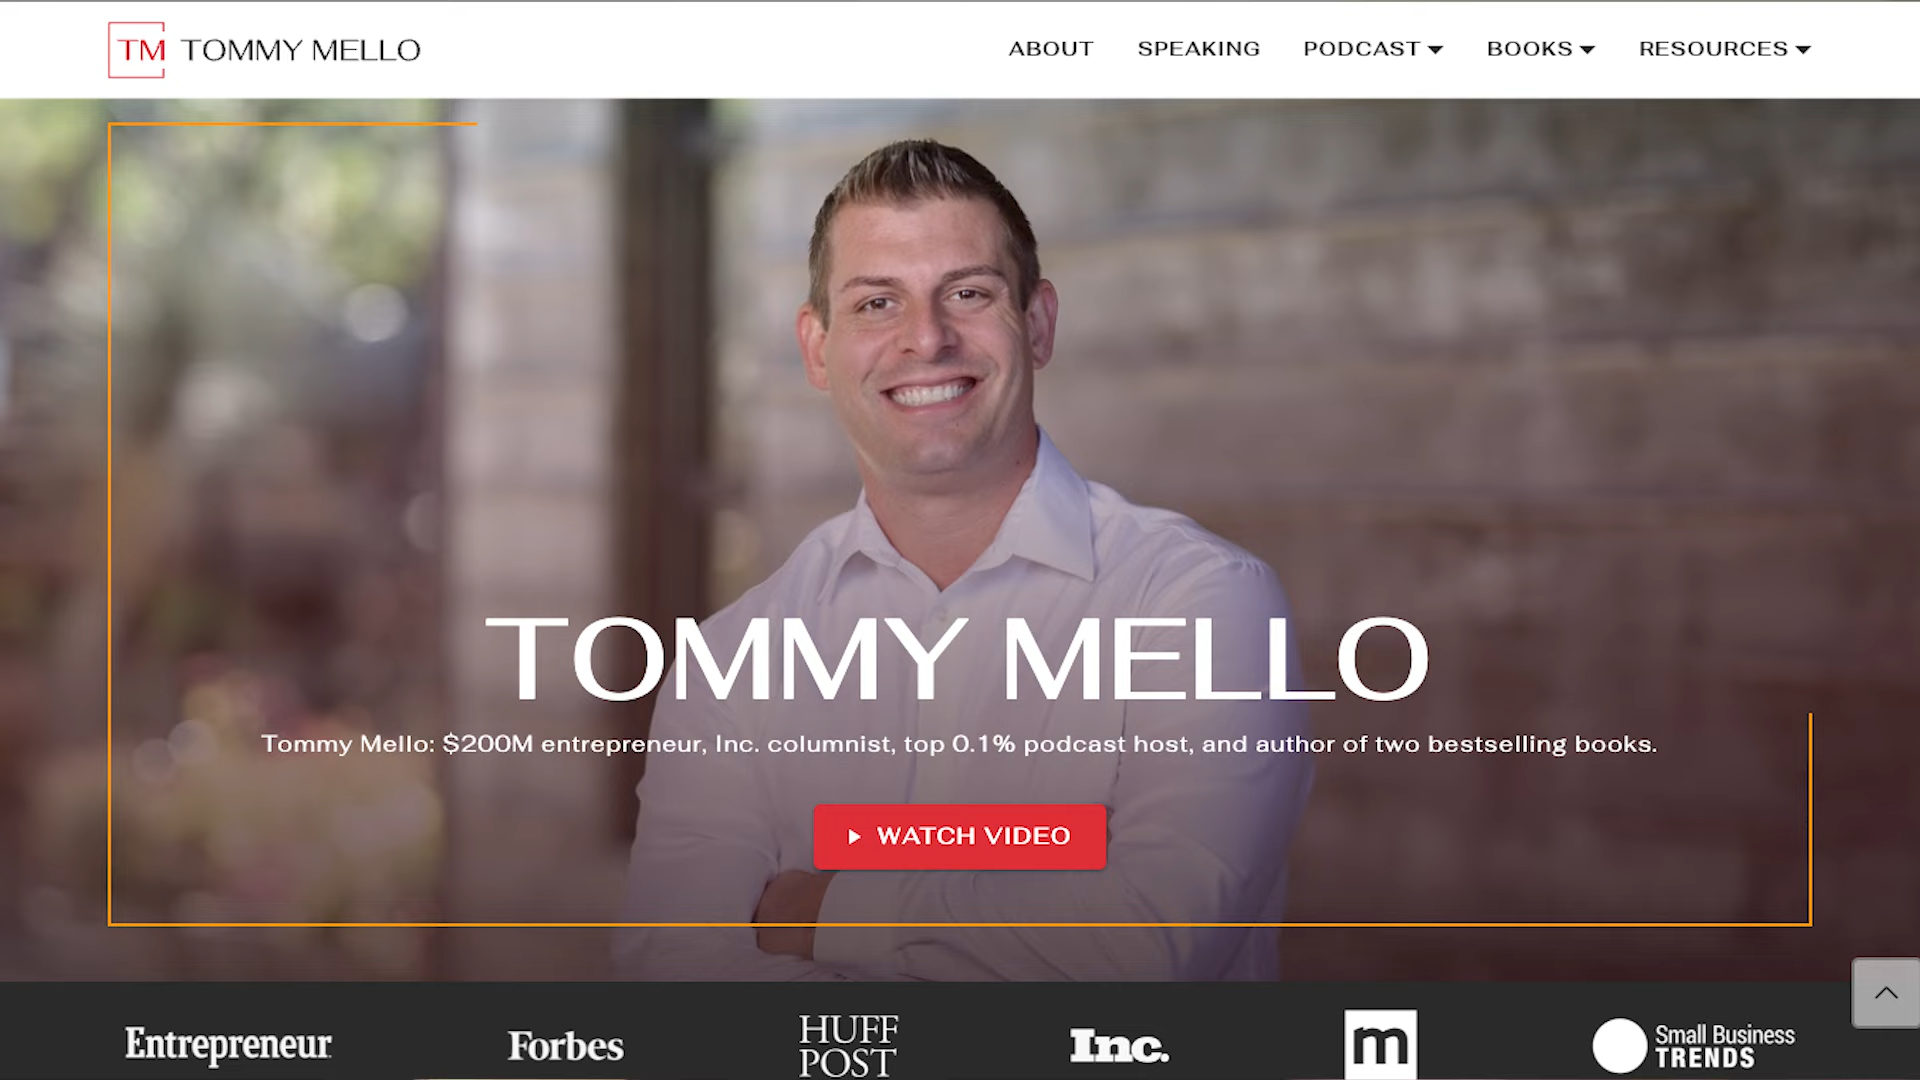 TM TOMMY MELLO
ABOUT SPEAKING PODCAST BOOKS RESOURCES
TOMMY MELLO
Tommy Mello: $200M entrepreneur, Inc. columnist, top 0.1% podcast host, and author of two bestselling books.
WATCH VIDEO
Entrepreneur
Forbes
HUFF
POST
Inc.
m
Small Business
TRENDS